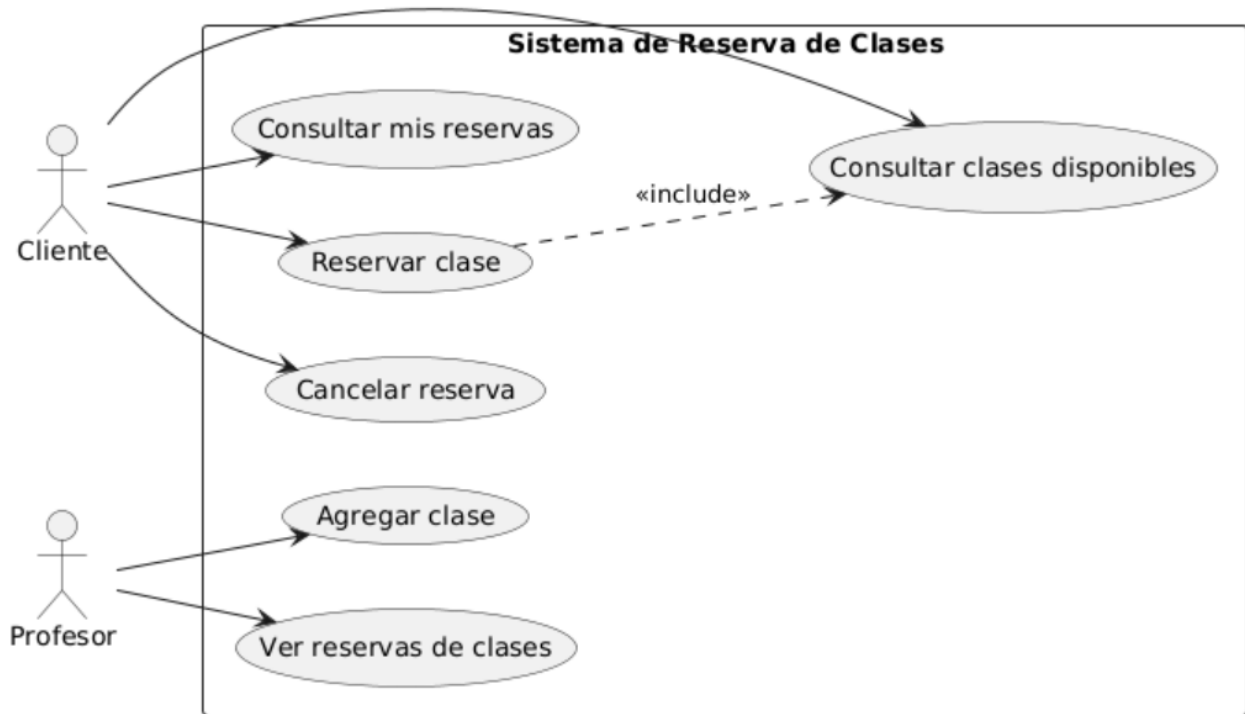 Sistema de Reserva de Clases
Consultar mis reservas
Consultar clases disponibles
«include»
Reservar clase
Cliente
Cancelar reserva
Agregar clase
Profesor
Ver reservas de clases